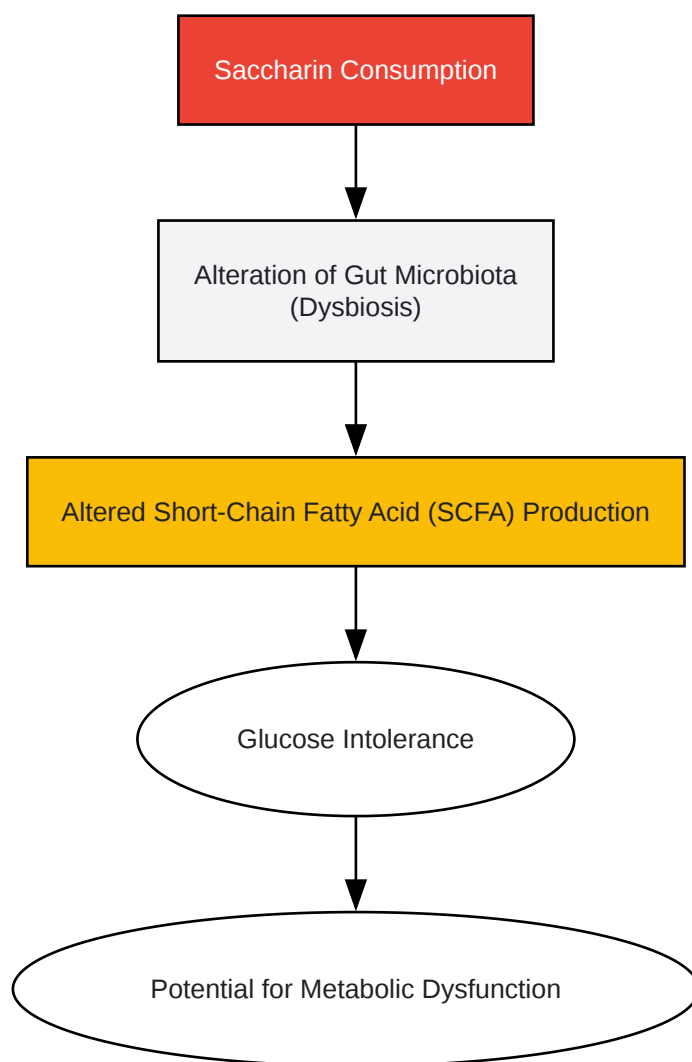 Saccharin Consumption
Alteration of Gut Microbiota
(Dysbiosis)
Altered Short-Chain Fatty Acid (SCFA) Production
Glucose Intolerance
Potential for Metabolic Dysfunction